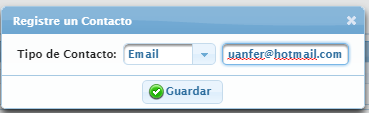 Registre un Contacto
Tipo de Contacto: Email uanfer@hotmail.com
Guardar